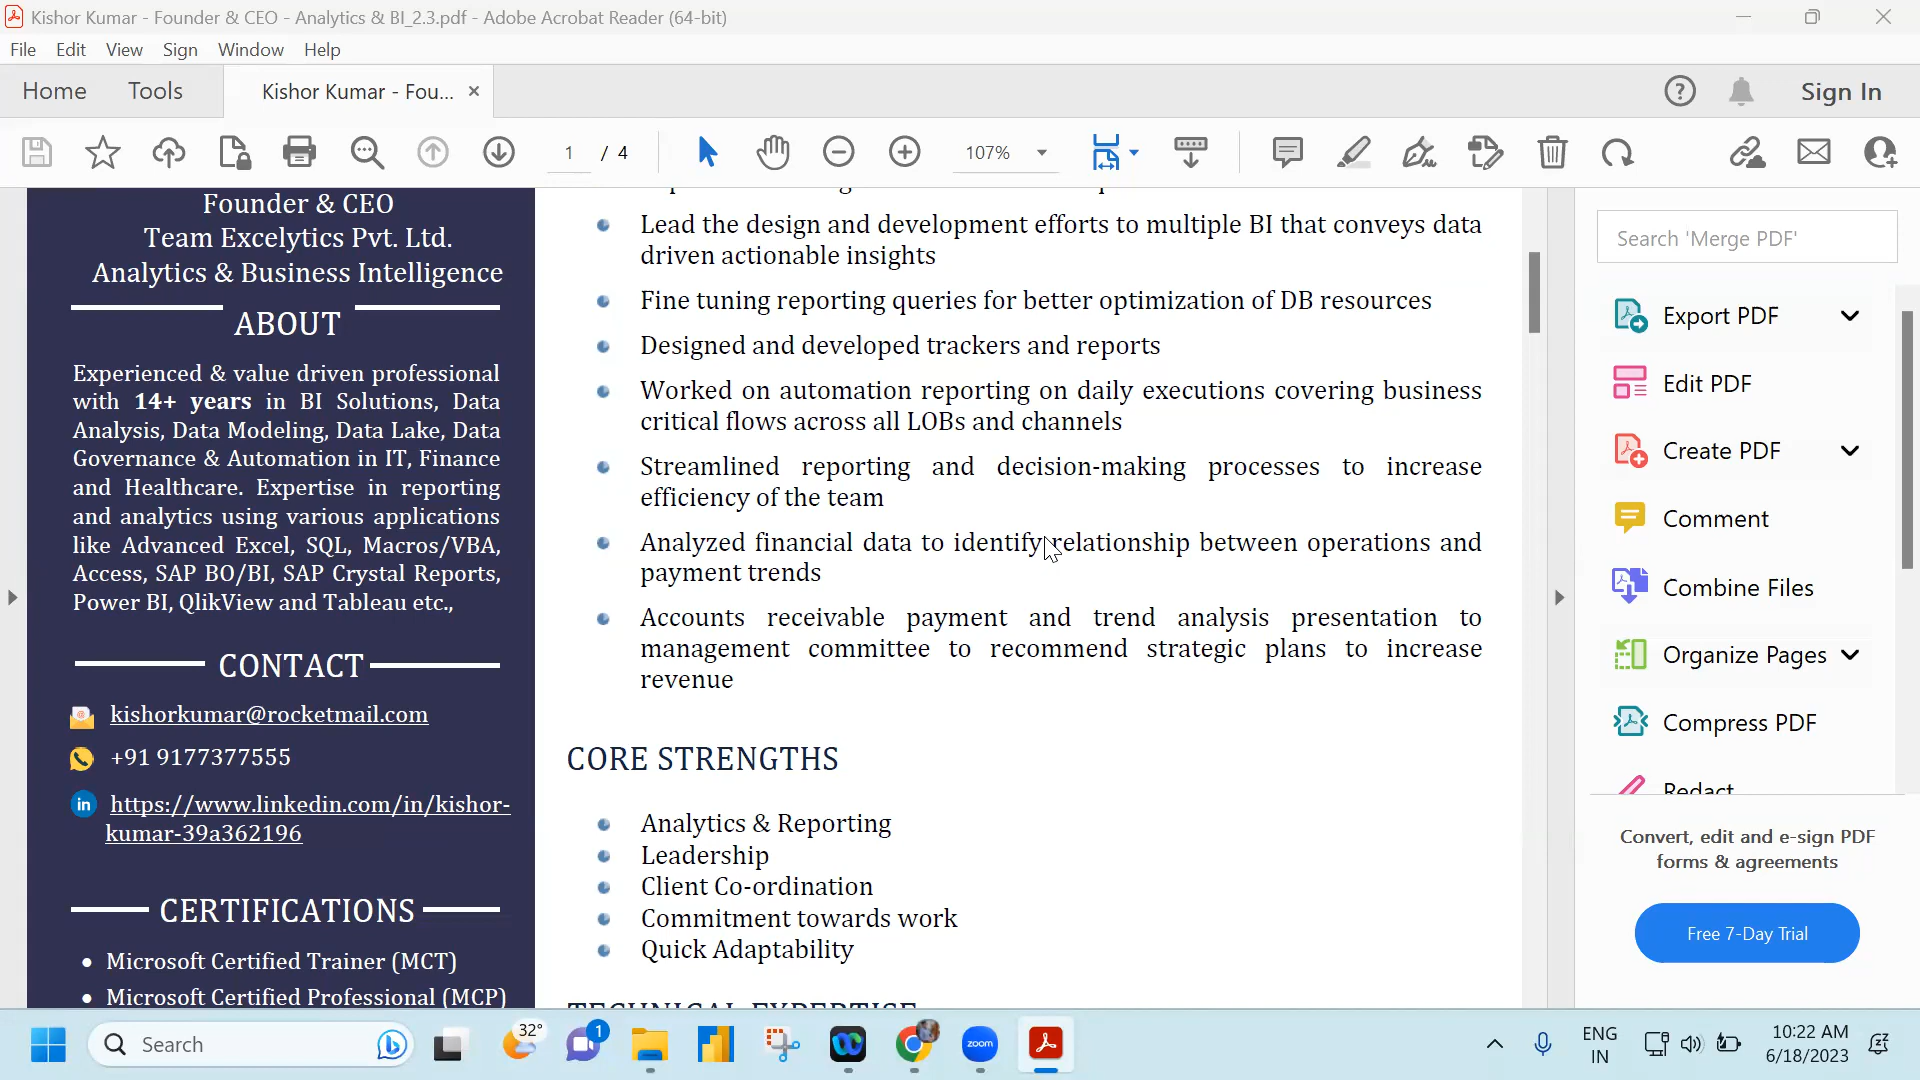 Kishor Kumar - Founder & CEO - Analytics & BI_2.3.pdf - Adobe Acrobat Reader (64-bit)
File Edit View Sign Window Help
Home Tools Kishor Kumar - Fou... Sign In
1 / 4 107%
Founder & CEO
Team Excelytics Pvt. Ltd.
Analytics & Business Intelligence
ABOUT
Experienced & value driven professional
with 14+ years in BI Solutions, Data
Analysis, Data Modeling, Data Lake, Data
Governance & Automation in IT, Finance
and Healthcare. Expertise in reporting
and analytics using various applications
like Advanced Excel, SQL, Macros/VBA,
Access, SAP BO/BI, SAP Crystal Reports,
Power BI, QlikView and Tableau etc.,
CONTACT
kishorkumar@rocketmail.com
+91 9177377555
https://www.linkedin.com/in/kishor-
kumar-39a362196
CERTIFICATIONS
Microsoft Certified Trainer (MCT)
Microsoft Certified Professional (MCP)
Lead the design and development efforts to multiple BI that conveys data
driven actionable insights
Fine tuning reporting queries for better optimization of DB resources
Designed and developed trackers and reports
Worked on automation reporting on daily executions covering business
critical flows across all LOBs and channels
Streamlined reporting and decision-making processes to increase
efficiency of the team
Analyzed financial data to identify relationship between operations and
payment trends
Accounts receivable payment and trend analysis presentation to
management committee to recommend strategic plans to increase
revenue
CORE STRENGTHS
Analytics & Reporting
Leadership
Client Co-ordination
Commitment towards work
Quick Adaptability
TECHNICAL EXPERTISE
Search 'Merge PDF'
Export PDF
Edit PDF
Create PDF
Comment
Combine Files
Organize Pages
Compress PDF
Redact
Convert, edit and e-sign PDF
forms & agreements
Free 7-Day Trial
Search
32°
1
zoom
ENG
IN
10:22 AM
6/18/2023